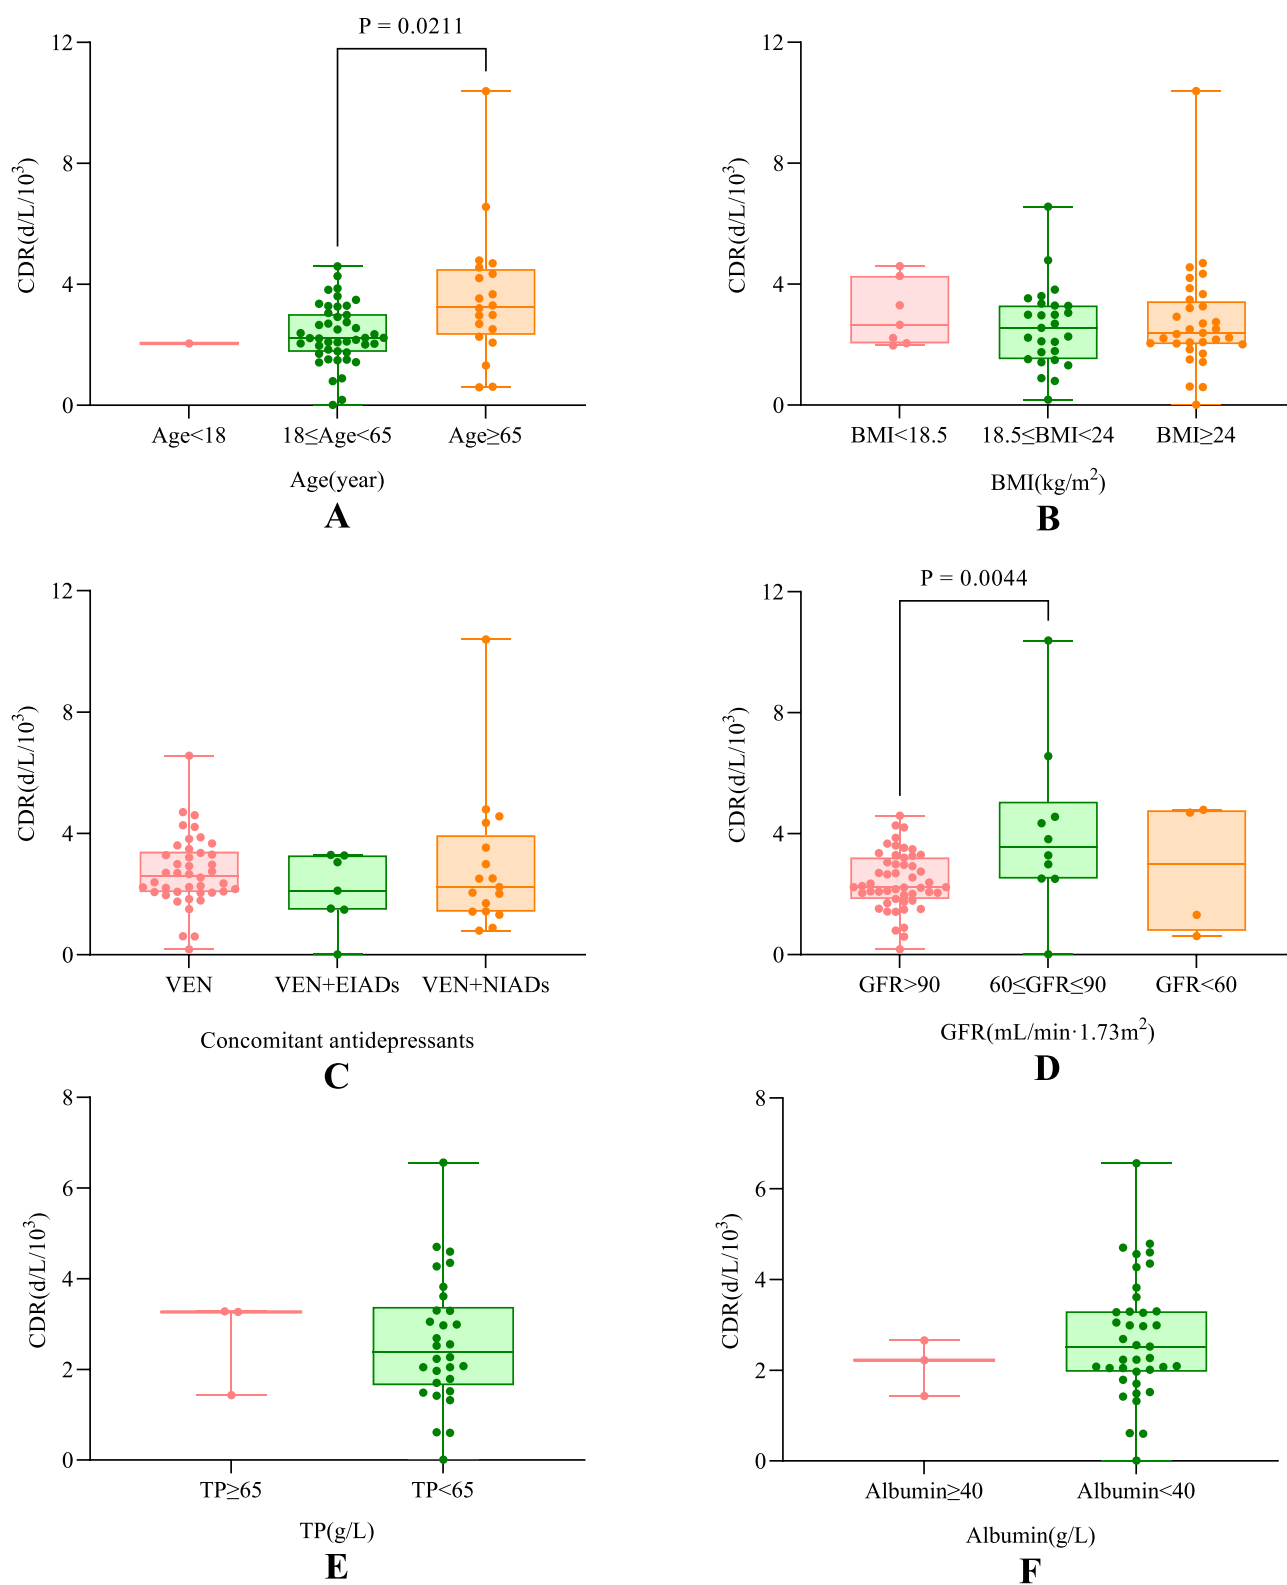 P = 0.0211
12
8
4
0
CDR(d/L/10³)
Age<18
18≤Age<65
Age≥65
Age(year)
A
12
8
4
0
CDR(d/L/10³)
BMI<18.5
18.5≤BMI<24
BMI≥24
BMI(kg/m²)
B
12
8
4
0
CDR(d/L/10³)
VEN
VEN+EIADs
VEN+NIADs
Concomitant antidepressants
C
P = 0.0044
12
8
4
0
CDR(d/L/10³)
GFR>90
60≤GFR≤90
GFR<60
GFR(mL/min·1.73m²)
D
8
6
4
2
0
CDR(d/L/10³)
TP≥65
TP<65
TP(g/L)
E
8
6
4
2
0
CDR(d/L/10³)
Albumin≥40
Albumin<40
Albumin(g/L)
F